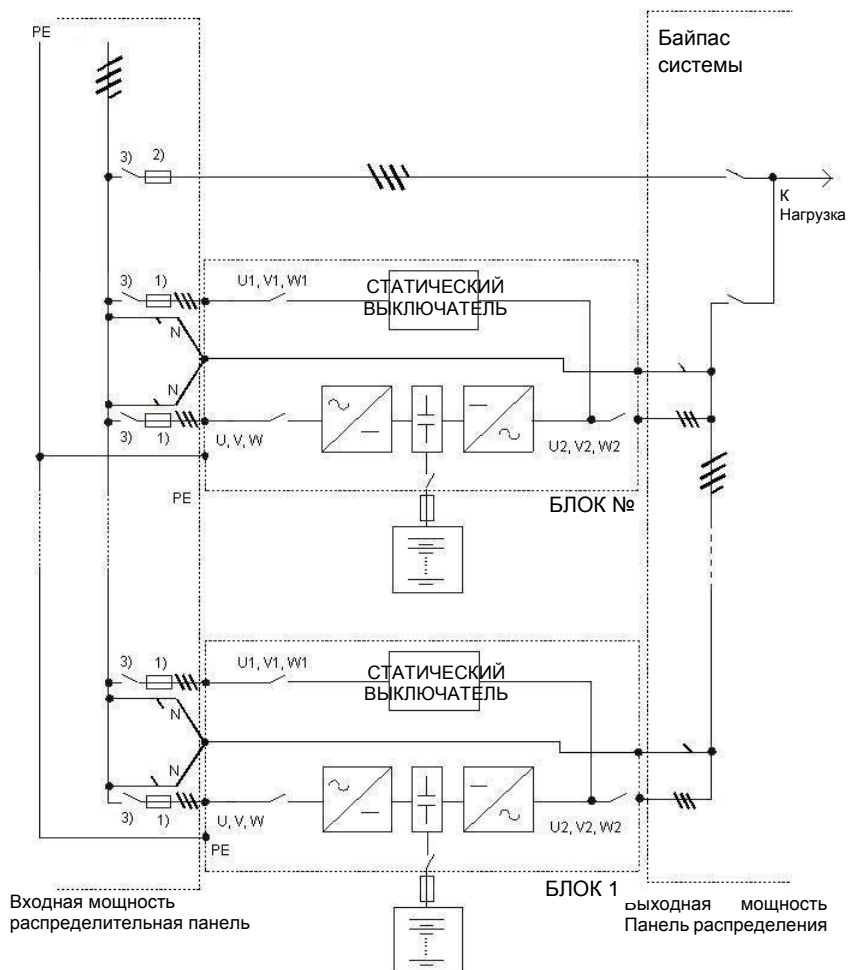 PE
Байпас
системы
3)
2)
К
Нагрузка
3)
1)
U1, V1, W1
СТАТИЧЕСКИЙ
ВЫКЛЮЧАТЕЛЬ
N
N
3)
1)
U, V, W
U2, V2, W2
PE
БЛОК №
3)
1)
U1, V1, W1
СТАТИЧЕСКИЙ
ВЫКЛЮЧАТЕЛЬ
N
N
3)
1)
U, V, W
U2, V2, W2
PE
БЛОК 1
Входная мощность
распределительная панель
Выходная мощность
Панель распределения